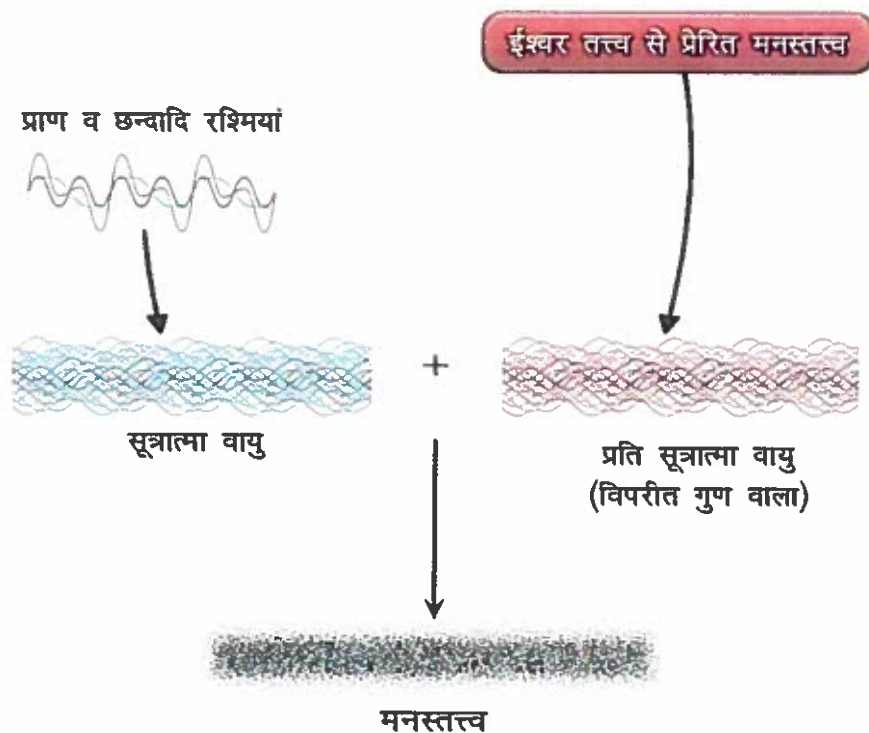 ईश्वर तत्त्व से प्रेरित मनस्तत्त्व
प्राण व छन्दादि रश्मियां
+
सूत्रात्मा वायु
प्रति सूत्रात्मा वायु
(विपरीत गुण वाला)
मनस्तत्त्व